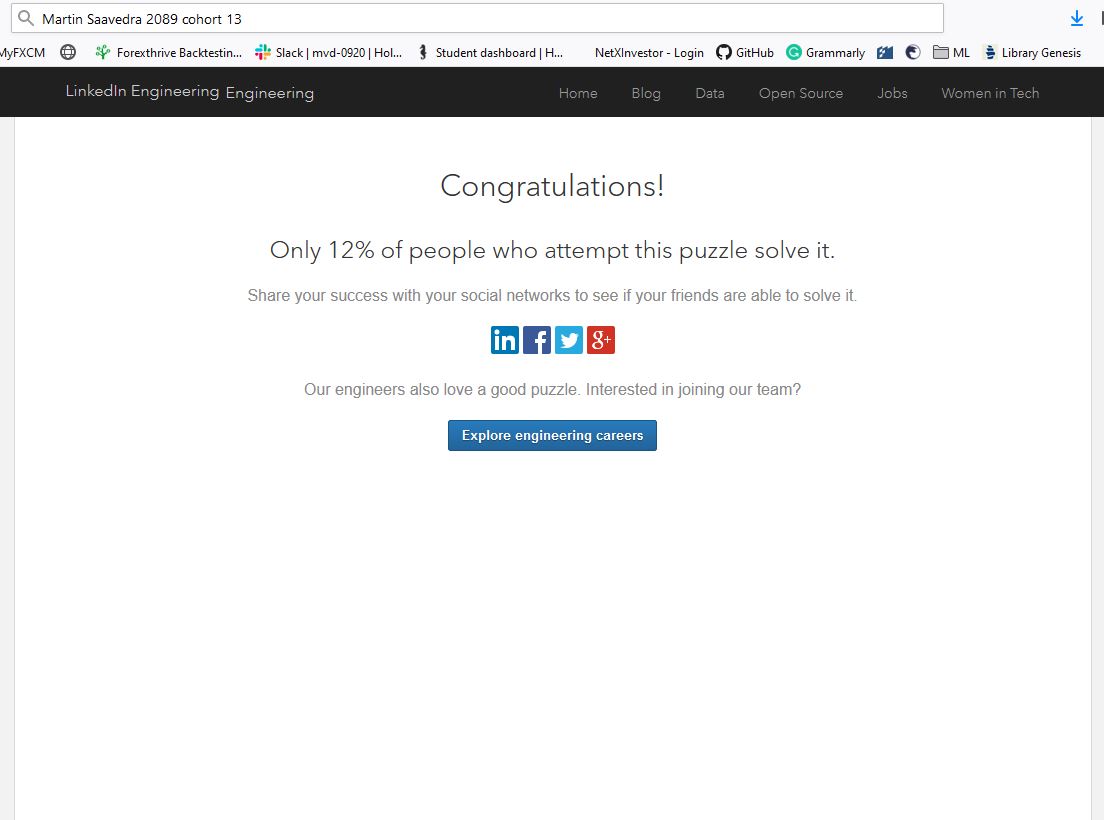 Martin Saavedra 2089 cohort 13
MyFXCM Forexthrive Backtestin... Slack | mvd-0920 | Hol... Student dashboard | H... NetXInvestor - Login GitHub Grammarly ML Library Genesis
LinkedIn Engineering Engineering Home Blog Data Open Source Jobs Women in Tech
Congratulations!
Only 12% of people who attempt this puzzle solve it.
Share your success with your social networks to see if your friends are able to solve it.
in f g+
Our engineers also love a good puzzle. Interested in joining our team?
Explore engineering careers